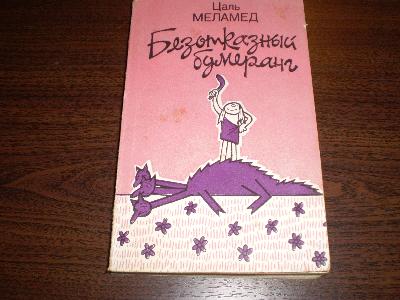 Цаль
МЕЛАМЕД
Безотказный
бумеранг